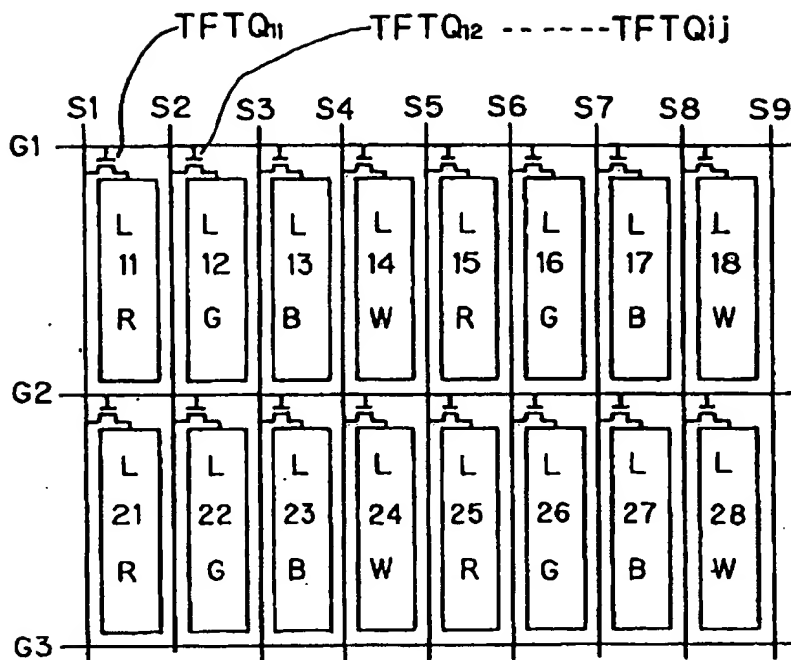 TFTQ11 TFTQ12 ------TFTQij
S1 S2 S3 S4 S5 S6 S7 S8 S9
G1
L L L L L L L L
11 12 13 14 15 16 17 18
R G B W R G B W
G2
L L L L L L L L
21 22 23 24 25 26 27 28
R G B W R G B W
G3